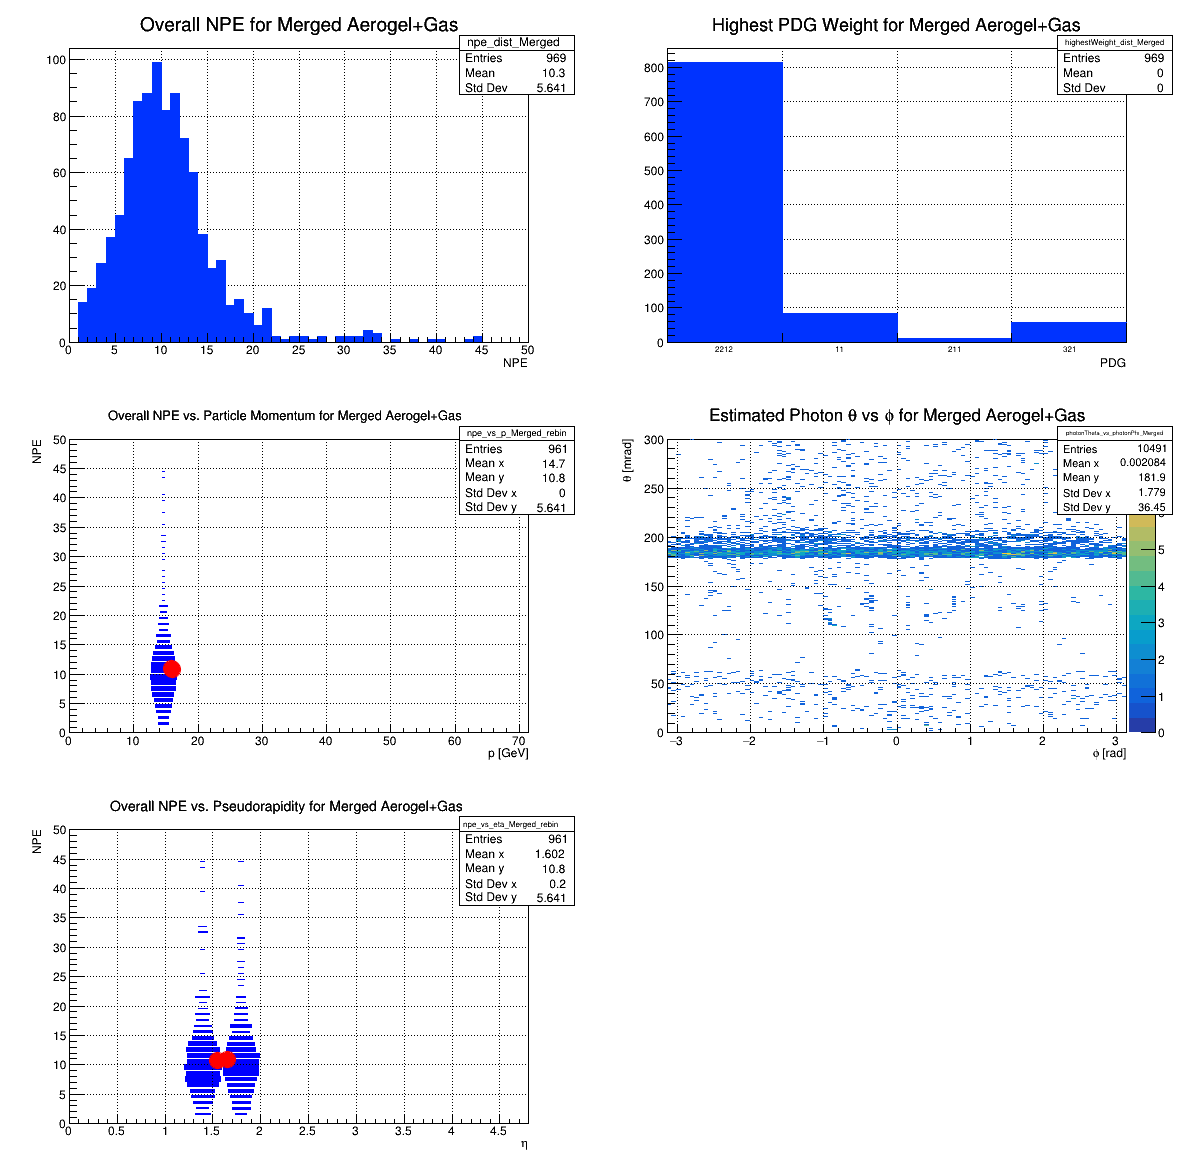 Overall NPE for Merged Aerogel+Gas
npe_dist_Merged
Entries 969
Mean 10.3
Std Dev 5.641
100
80
60
40
20
0
0 5 10 15 20 25 30 35 40 45 50
NPE
Highest PDG Weight for Merged Aerogel+Gas
highestWeight_dist_Merged
Entries 969
Mean 0
Std Dev 0
800
700
600
500
400
300
200
100
0
2212 11 211 321
PDG
Overall NPE vs. Particle Momentum for Merged Aerogel+Gas
npe_vs_p_Merged_rebin
Entries 961
Mean x 14.7
Mean y 10.8
Std Dev x 0
Std Dev y 5.641
NPE
50
45
40
35
30
25
20
15
10
5
0
0 10 20 30 40 50 60 70
p [GeV]
Estimated Photon θ vs ϕ for Merged Aerogel+Gas
photonTheta_vs_photonPhi_Merged
Entries 10491
Mean x 0.002084
Mean y 181.9
Std Dev x 1.779
Std Dev y 36.45
θ [mrad]
300
250
200
150
100
50
0
−3 −2 −1 0 1 2 3
ϕ [rad]
5
4
3
2
1
0
Overall NPE vs. Pseudorapidity for Merged Aerogel+Gas
npe_vs_eta_Merged_rebin
Entries 961
Mean x 1.602
Mean y 10.8
Std Dev x 0.2
Std Dev y 5.641
NPE
50
45
40
35
30
25
20
15
10
5
0
0 0.5 1 1.5 2 2.5 3 3.5 4 4.5
η